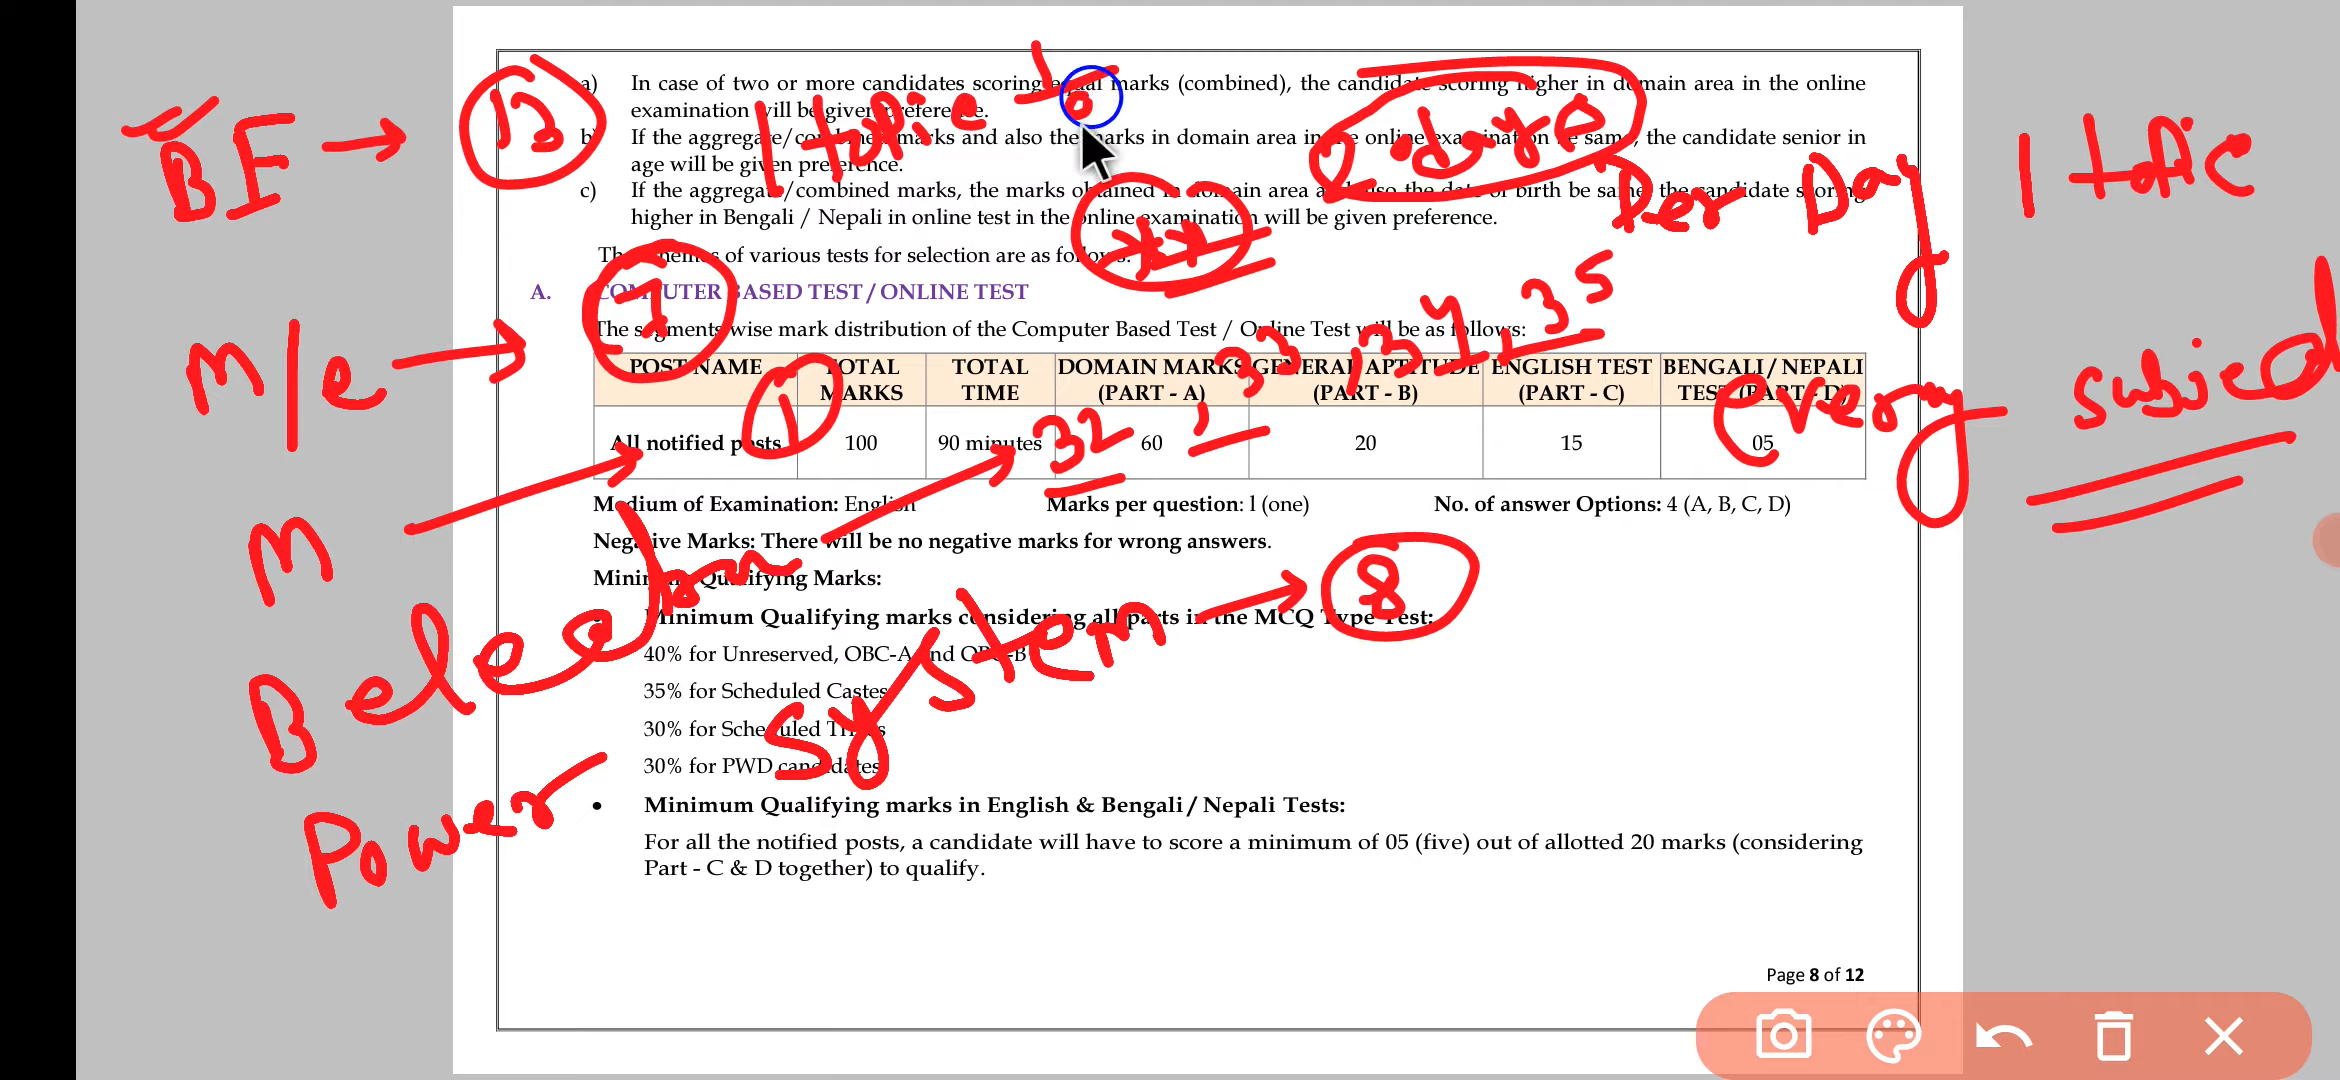 a) In case of two or more candidates scoring equal marks (combined), the candidate scoring higher in domain area in the online
examination will be given preference.
b) If the aggregate/combined marks and also the marks in domain area in the online examination be same, the candidate senior in
age will be given preference.
c) If the aggregate/combined marks, the marks obtained in domain area and also the date of birth be same, the candidate scoring
higher in Bengali / Nepali in online test in the online examination will be given preference.
The schemes of various tests for selection are as follows:
A. COMPUTER BASED TEST / ONLINE TEST
The segments wise mark distribution of the Computer Based Test / Online Test will be as follows:
POST NAME TOTAL MARKS TOTAL TIME DOMAIN MARKS (PART - A) GENERAL APTITUDE (PART - B) ENGLISH TEST (PART - C) BENGALI / NEPALI TEST (PART - D)
All notified posts 100 90 minutes 60 20 15 05
Medium of Examination: English Marks per question: 1 (one) No. of answer Options: 4 (A, B, C, D)
Negative Marks: There will be no negative marks for wrong answers.
Minimum Qualifying Marks:
Minimum Qualifying marks considering all parts in the MCQ Type Test:
40% for Unreserved, OBC-A and OBC-B
35% for Scheduled Castes
30% for Scheduled Tribes
30% for PWD candidates
• Minimum Qualifying marks in English & Bengali / Nepali Tests:
For all the notified posts, a candidate will have to score a minimum of 05 (five) out of allotted 20 marks (considering
Part - C & D together) to qualify.
Page 8 of 12
BE → 13
M/c → 7
M → 1
Power
system → 8
32, 33, 34, 35
2 days
Per Day
1 topic
every subject